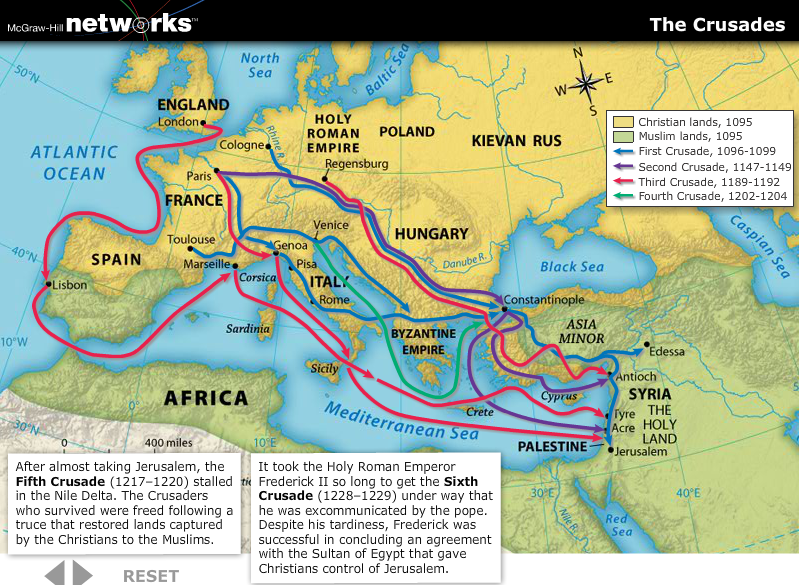 McGraw-Hill networks™
The Crusades
50°N
North
Sea
Baltic Sea
N
W E
S
ENGLAND
London
HOLY
ROMAN
EMPIRE
POLAND
KIEVAN RUS
Christian lands, 1095
Muslim lands, 1095
First Crusade, 1096-1099
Second Crusade, 1147-1149
Third Crusade, 1189-1192
Fourth Crusade, 1202-1204
ATLANTIC
OCEAN
Cologne
Rhine R.
Regensburg
Paris
FRANCE
40°N
Toulouse
Venice
Genoa
HUNGARY
Danube R.
Caspian Sea
SPAIN
Marseille
Corsica
Pisa
ITALY
Rome
Black Sea
Lisbon
Constantinople
10°W
Sardinia
BYZANTINE
EMPIRE
ASIA
MINOR
Edessa
Sicily
Antioch
AFRICA
Cyprus
SYRIA
Crete
Mediterranean Sea
Tyre
Acre
THE
HOLY
LAND
30°N
0°
10°E
0 400 miles
PALESTINE
Jerusalem
30°E
40°E
Nile R.
Red
Sea
After almost taking Jerusalem, the
Fifth Crusade (1217–1220) stalled
in the Nile Delta. The Crusaders
who survived were freed following a
truce that restored lands captured
by the Christians to the Muslims.
It took the Holy Roman Emperor
Frederick II so long to get the Sixth
Crusade (1228–1229) under way that
he was excommunicated by the pope.
Despite his tardiness, Frederick was
successful in concluding an agreement
with the Sultan of Egypt that gave
Christians control of Jerusalem.
RESET